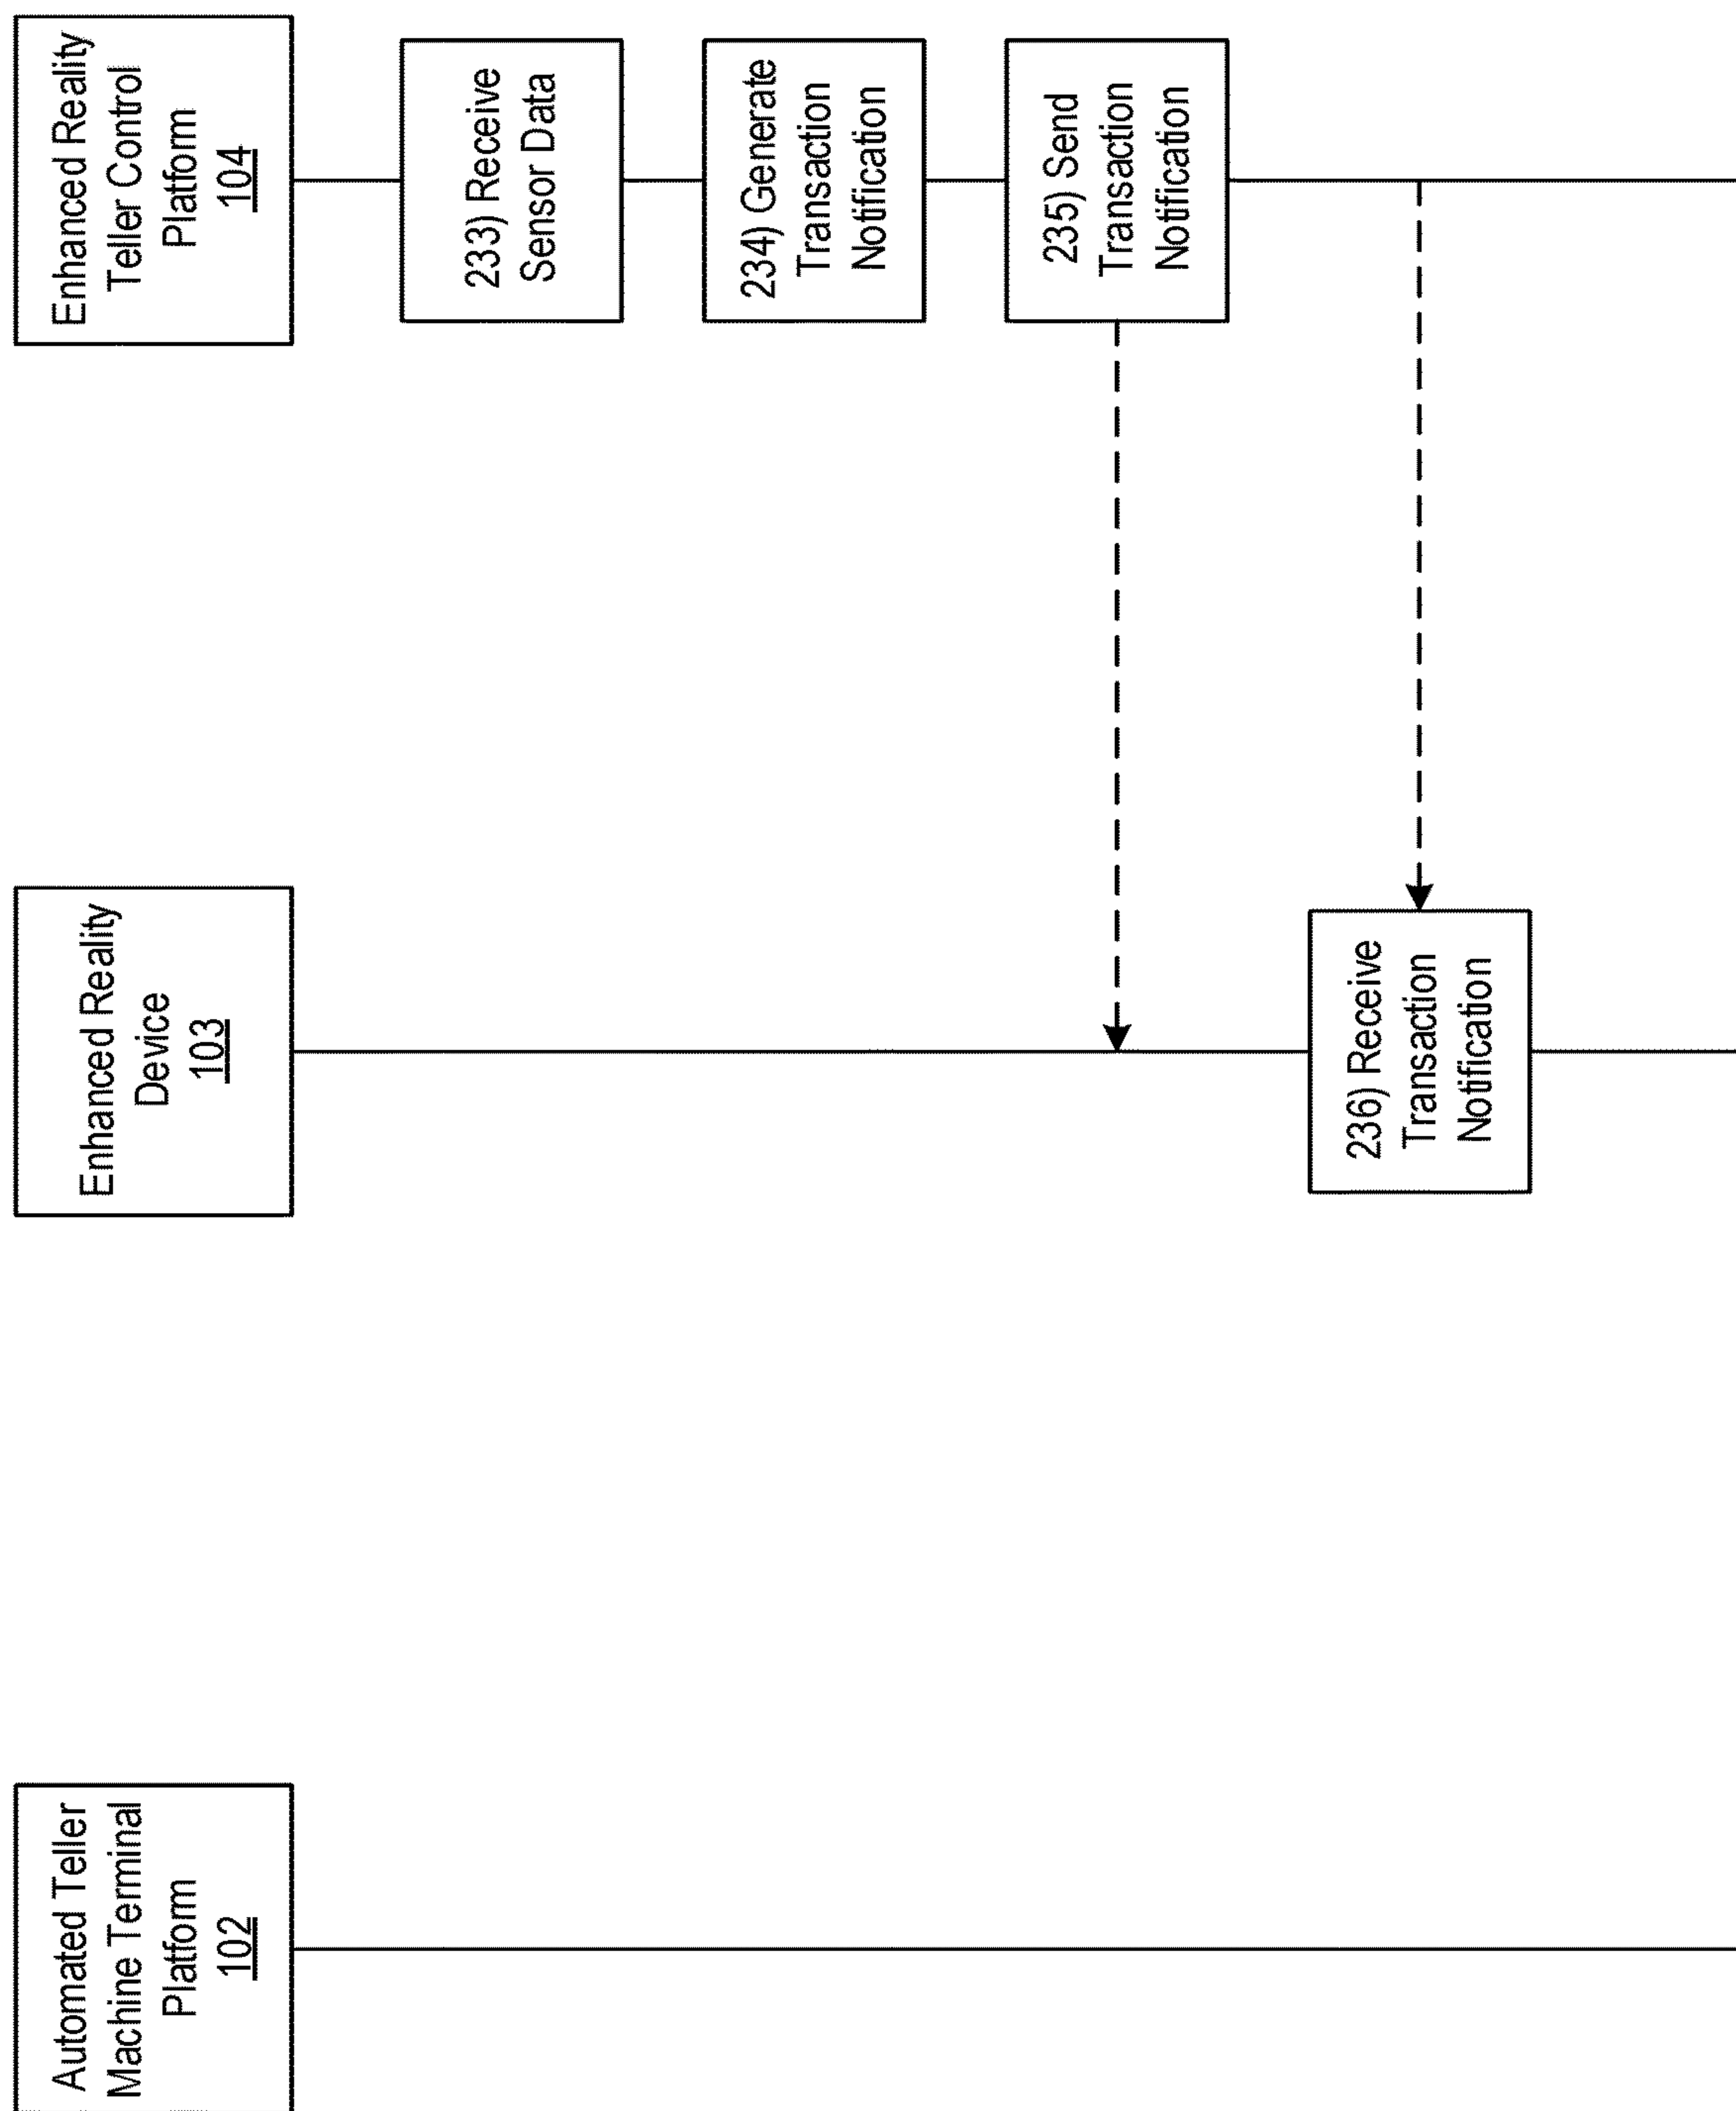 Automated Teller
Machine Terminal
Platform
102
Enhanced Reality
Device
103
Enhanced Reality
Teller Control
Platform
104
233) Receive
Sensor Data
234) Generate
Transaction
Notification
235) Send
Transaction
Notification
236) Receive
Transaction
Notification